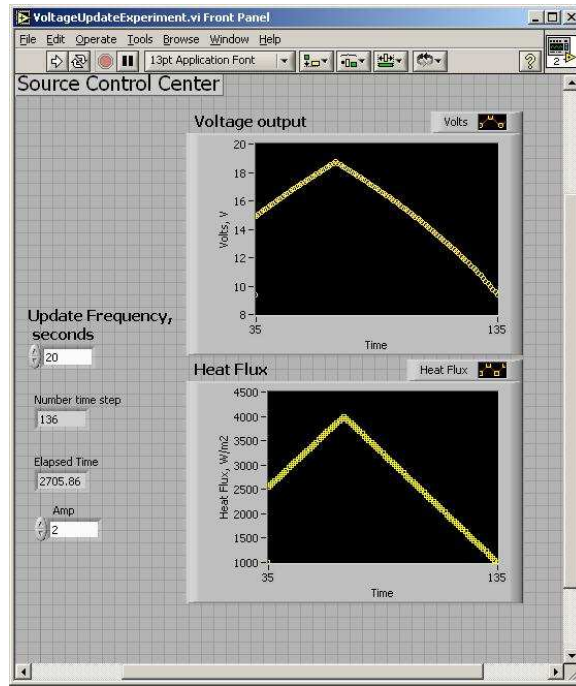 VoltageUpdateExperiment.vi Front Panel
File Edit Operate Tools Browse Window Help
13pt Application Font
2
Source Control Center
Voltage output
Volts
20
18
16
14
12
10
8
Volts, V
35
135
Time
Update Frequency,
seconds
20
Number time step
136
Elapsed Time
2705.86
Amp
2
Heat Flux
Heat Flux
4500
4000
3500
3000
2500
2000
1500
1000
Heat Flux, W/m2
35
135
Time